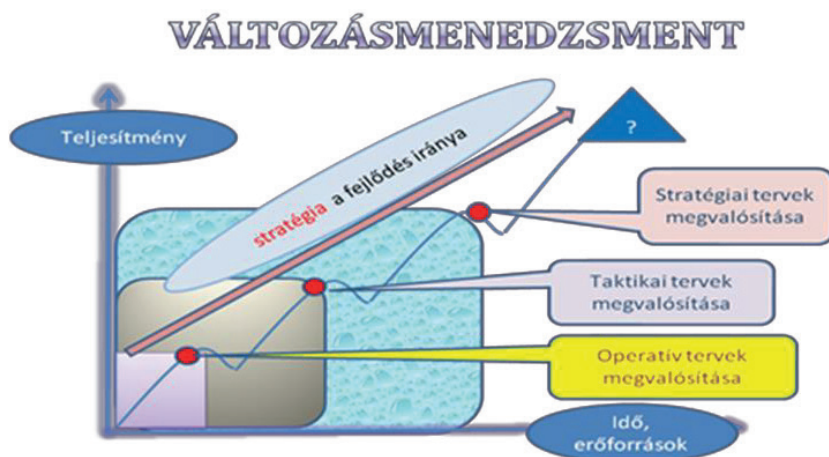 VÁLTOZÁSMENEDZSMENT
Teljesítmény
stratégia a fejlődés iránya
?
Stratégiai tervek
megvalósítása
Taktikai tervek
megvalósítása
Operatív tervek
megvalósítása
Idő,
erőforrások